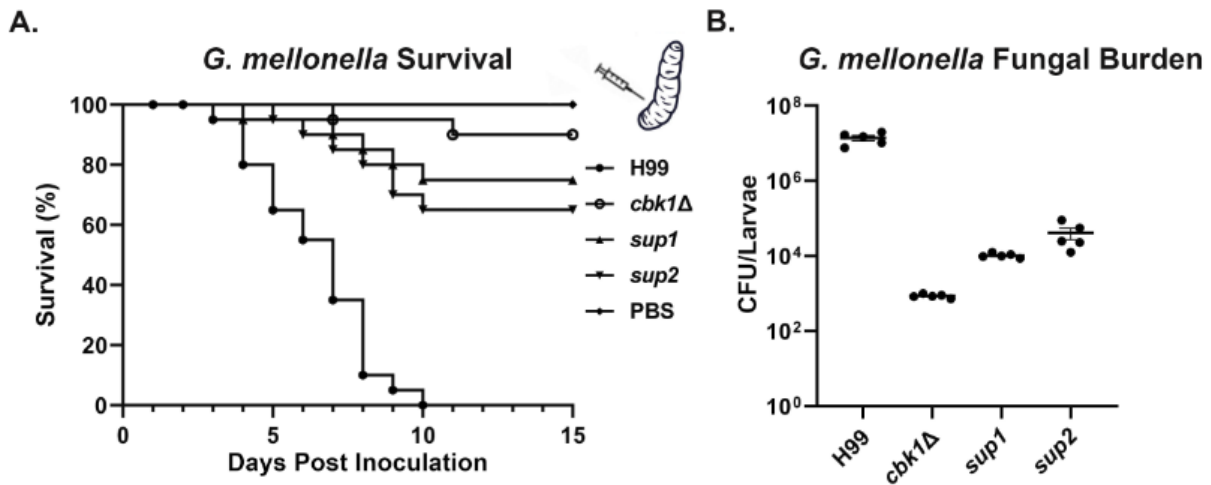 A.
G. mellonella Survival
Survival (%)
100
80
60
40
20
0
0
5
10
15
Days Post Inoculation
H99
cbk1Δ
sup1
sup2
PBS
B.
G. mellonella Fungal Burden
CFU/Larvae
10⁸
10⁶
10⁴
10²
10⁰
H99
cbk1Δ
sup1
sup2